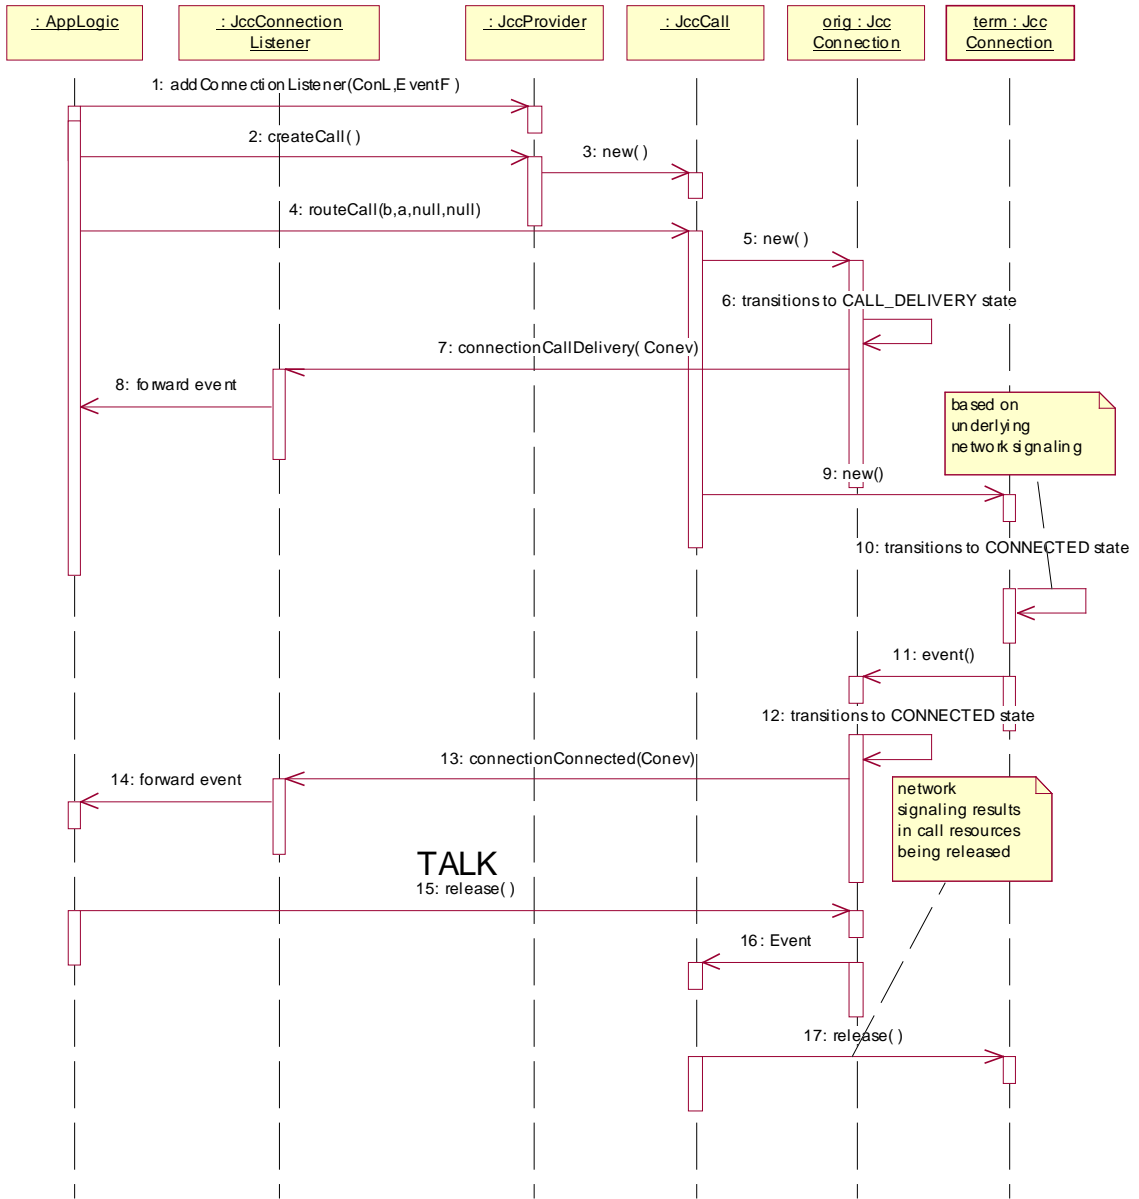 : AppLogic
: JccConnection
Listener
: JccProvider
: JccCall
orig : Jcc
Connection
term : Jcc
Connection
1: addConnectionListener(ConL,EventF )
2: createCall( )
3: new( )
4: routeCall(b,a,null,null)
5: new( )
6: transitions to CALL_DELIVERY state
7: connectionCallDelivery( Conev)
8: forward event
based on
underlying
network signaling
9: new()
10: transitions to CONNECTED state
11: event()
12: transitions to CONNECTED state
13: connectionConnected(Conev)
14: forward event
network
signaling results
in call resources
being released
TALK
15: release( )
16: Event
17: release( )